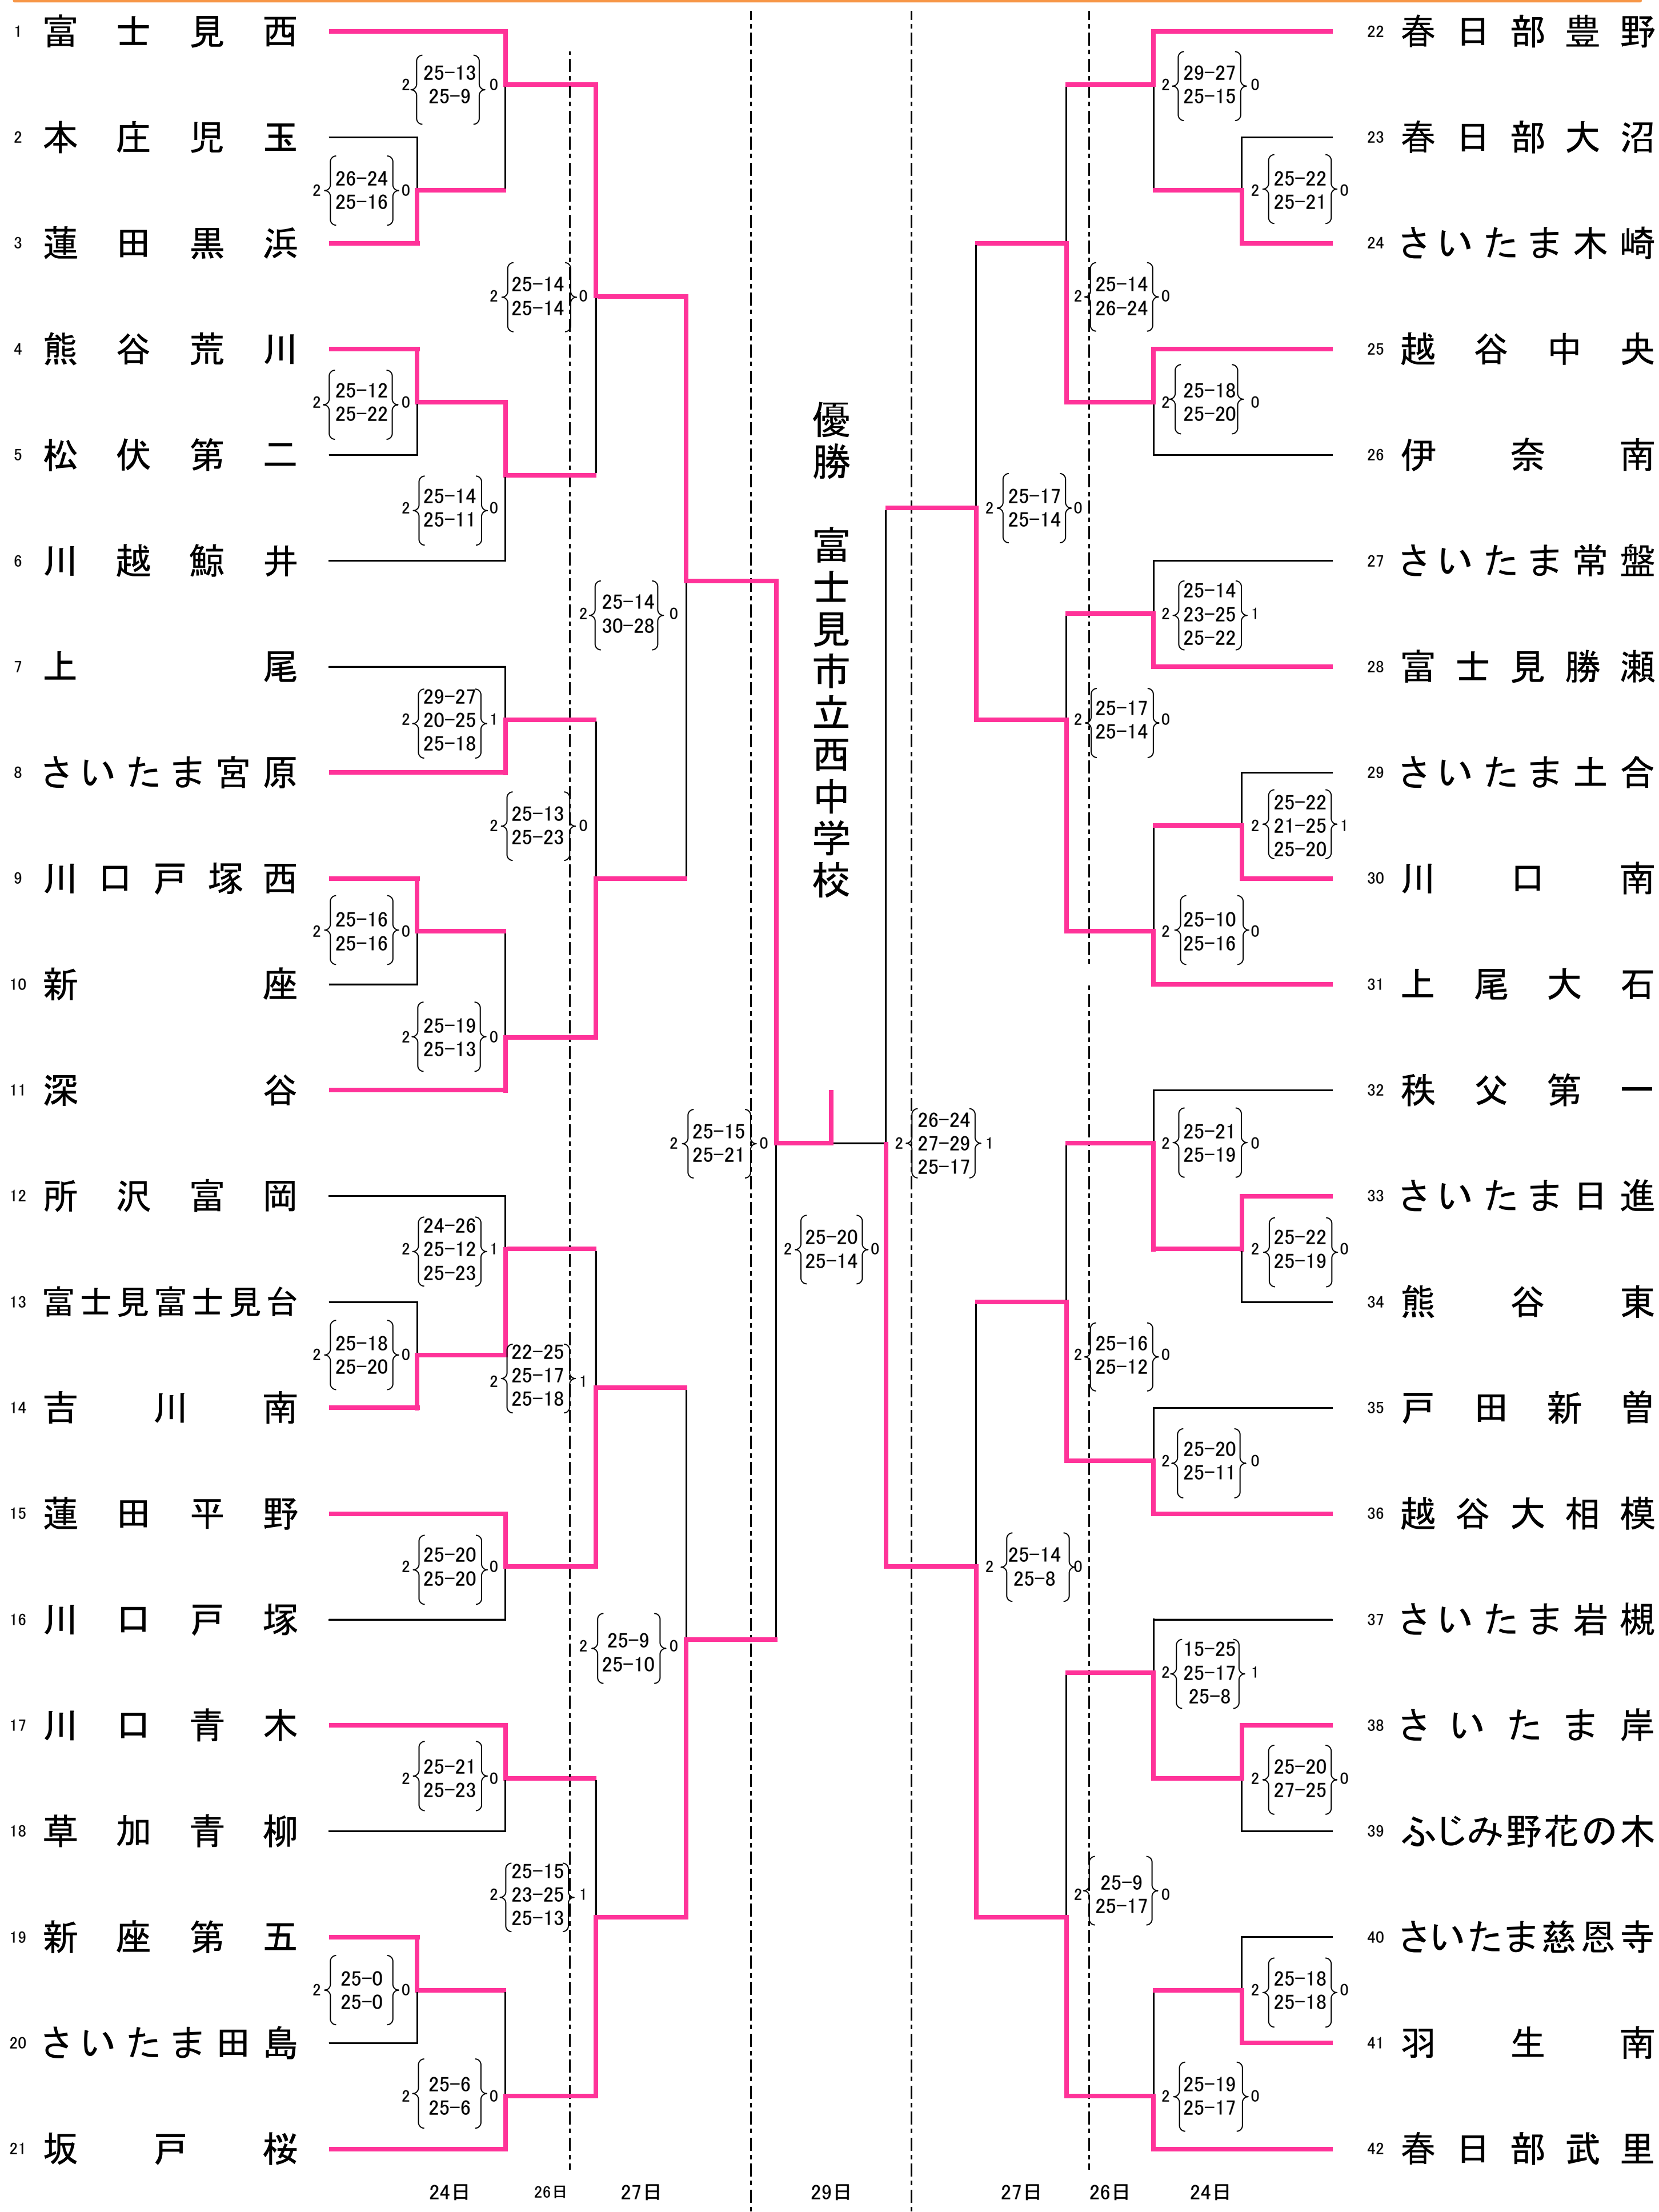 1 富士見西
25-13
2 0
25-9
2 本庄児玉
26-24
2 0
25-16
3 蓮田黒浜
25-14
2 0
25-14
4 熊谷荒川
25-12
2 0
25-22
5 松伏第二
25-14
2 0
25-11
6 川越鯨井
25-14
2 0
30-28
7 上尾
29-27
2 20-25 1
25-18
8 さいたま宮原
25-13
2 0
25-23
9 川口戸塚西
25-16
2 0
25-16
10 新座
25-19
2 0
25-13
11 深谷
25-15
2 0
25-21
12 所沢富岡
24-26
2 25-12 1
25-23
13 富士見富士見台
25-18
2 0
25-20
22-25
2 25-17 1
25-18
14 吉川南
15 蓮田平野
25-20
2 0
25-20
16 川口戸塚
25-9
2 0
25-10
17 川口青木
25-21
2 0
25-23
18 草加青柳
25-15
2 23-25 1
25-13
19 新座第五
25-0
2 0
25-0
20 さいたま田島
25-6
2 0
25-6
21 坂戸桜
優勝 富士見市立西中学校
25-20
2 0
25-14
22 春日部豊野
29-27
2 0
25-15
23 春日部大沼
25-22
2 0
25-21
24 さいたま木崎
25-14
2 0
26-24
25 越谷中央
25-18
2 0
25-20
26 伊奈南
25-17
2 0
25-14
27 さいたま常盤
25-14
2 23-25 1
25-22
28 富士見勝瀬
25-17
2 0
25-14
29 さいたま土合
25-22
2 21-25 1
25-20
30 川口南
25-10
2 0
25-16
31 上尾大石
26-24
2 27-29 1
25-17
32 秩父第一
25-21
2 0
25-19
33 さいたま日進
25-22
2 0
25-19
34 熊谷東
25-16
2 0
25-12
35 戸田新曽
25-20
2 0
25-11
36 越谷大相模
25-14
2 0
25-8
37 さいたま岩槻
15-25
2 25-17 1
25-8
38 さいたま岸
25-20
2 0
27-25
39 ふじみ野花の木
25-9
2 0
25-17
40 さいたま慈恩寺
25-18
2 0
25-18
41 羽生南
25-19
2 0
25-17
42 春日部武里
24日 26日 27日 29日 27日 26日 24日